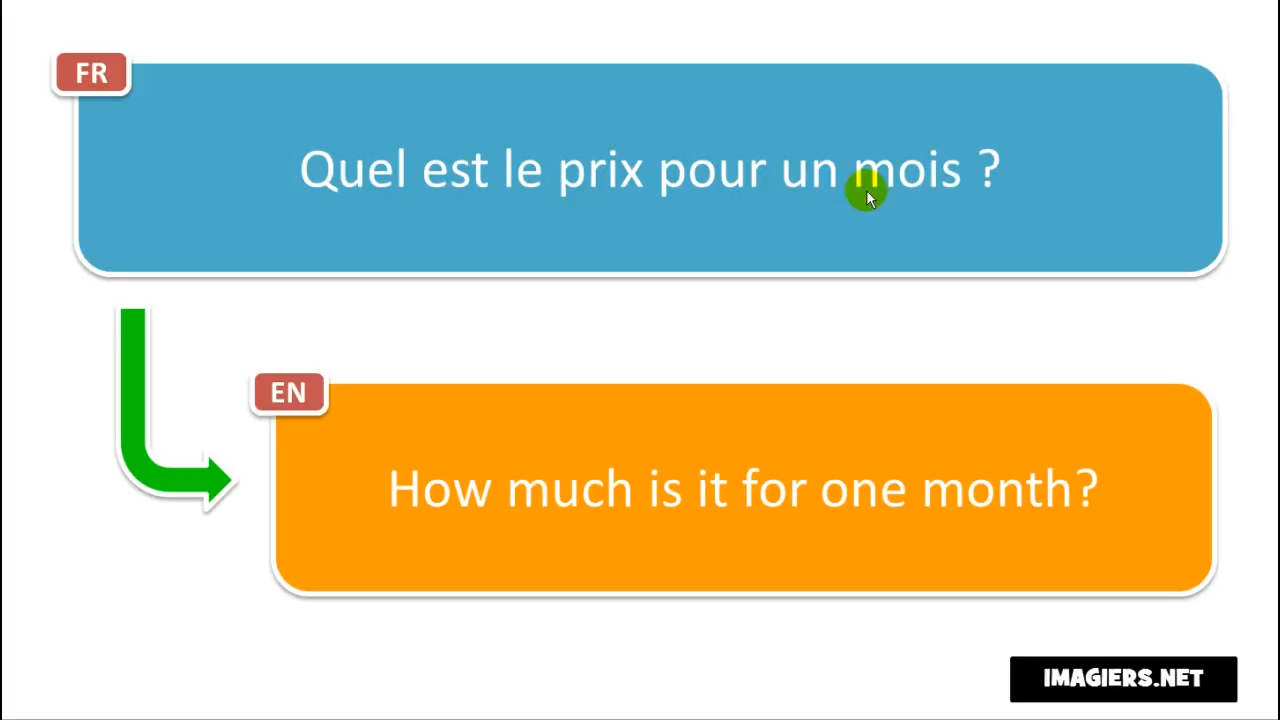 FR
Quel est le prix pour un mois ?
EN
How much is it for one month?
IMAGIERS.NET